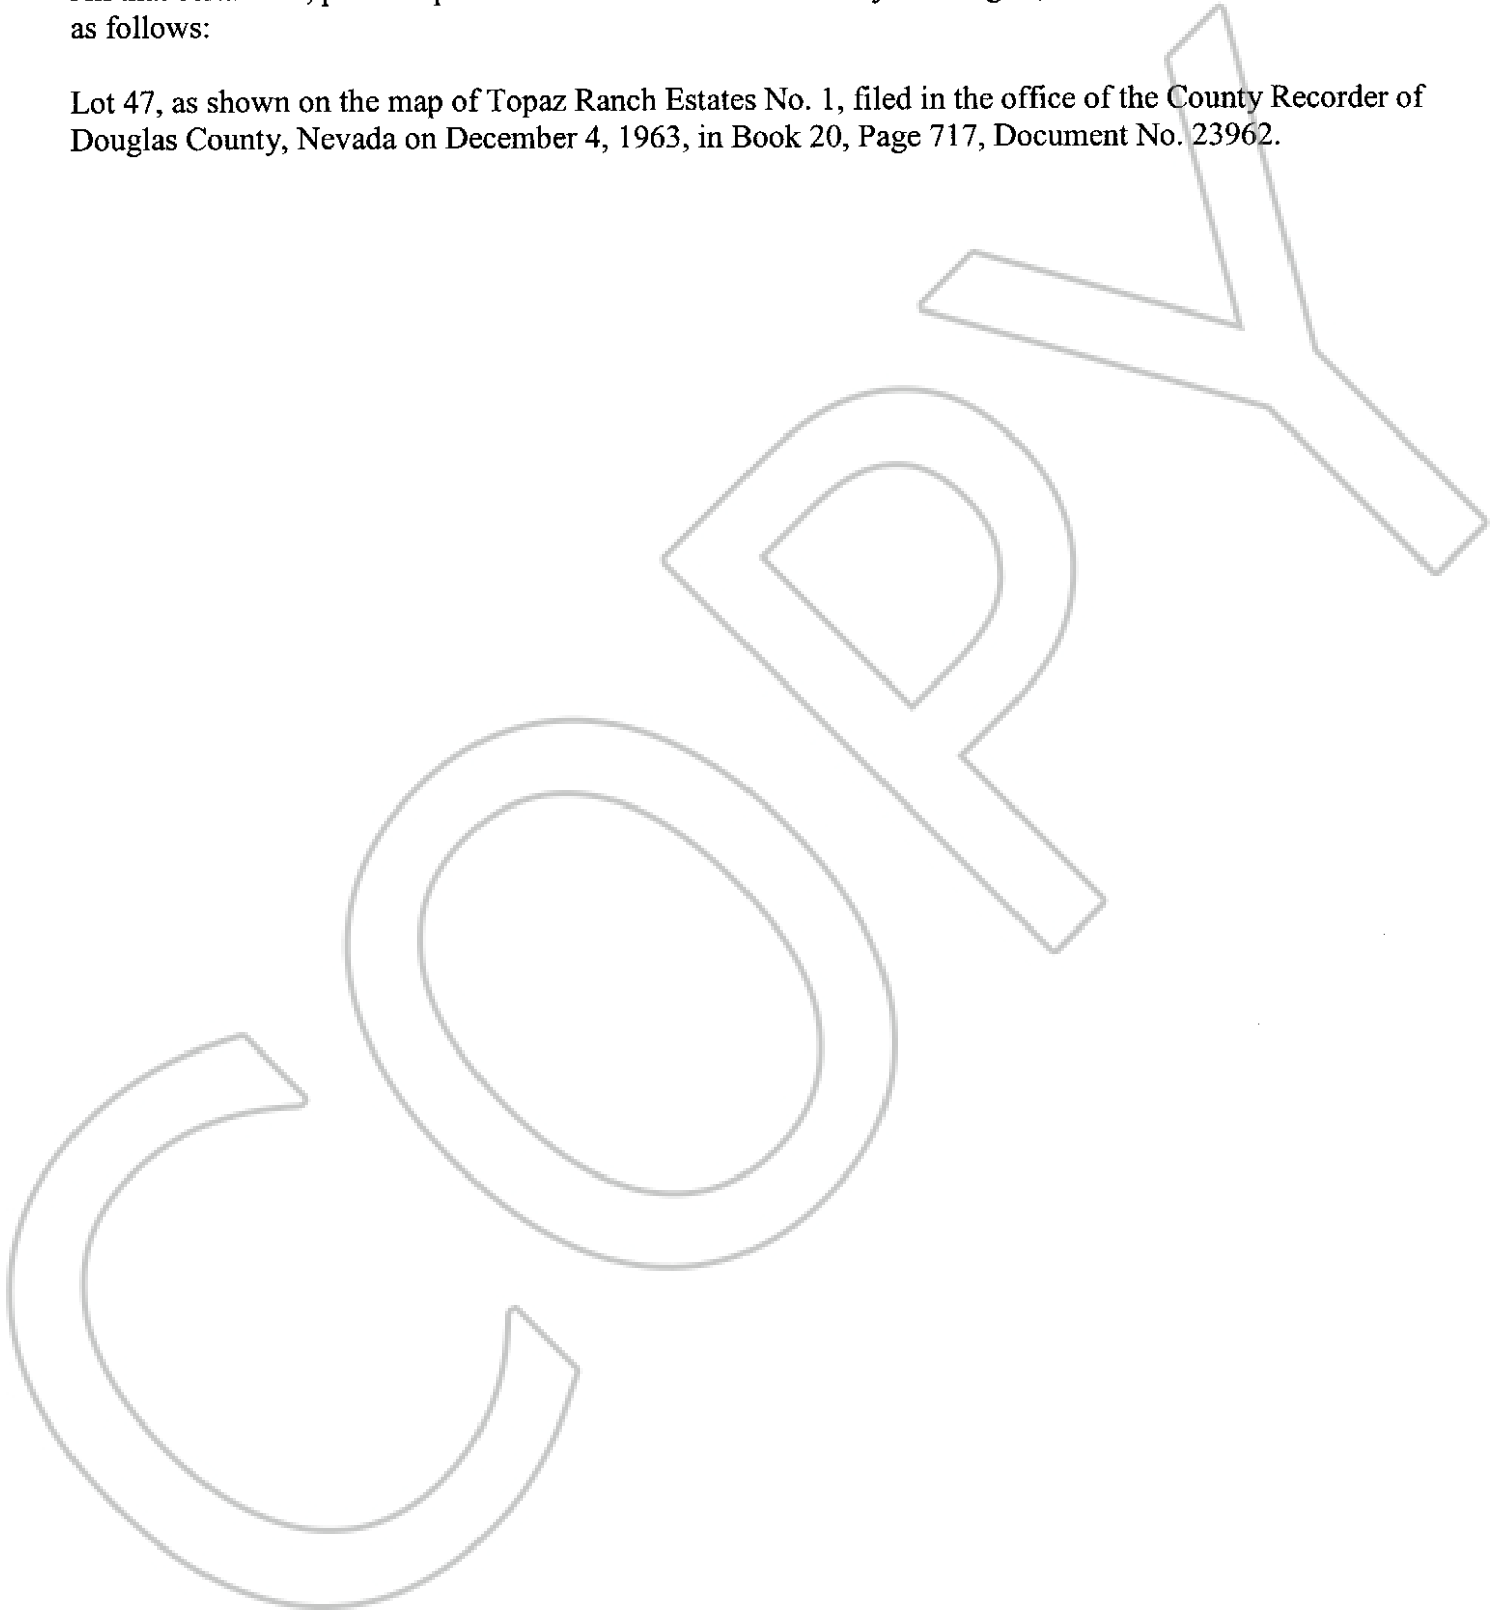 as follows:
Lot 47, as shown on the map of Topaz Ranch Estates No. 1, filed in the office of the County Recorder of
Douglas County, Nevada on December 4, 1963, in Book 20, Page 717, Document No. 23962.
COPY